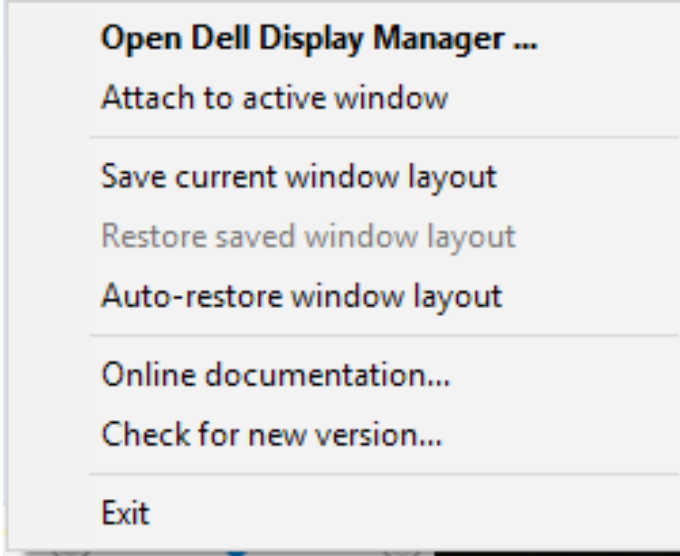 Open Dell Display Manager ...
Attach to active window
Save current window layout
Restore saved window layout
Auto-restore window layout
Online documentation...
Check for new version...
Exit